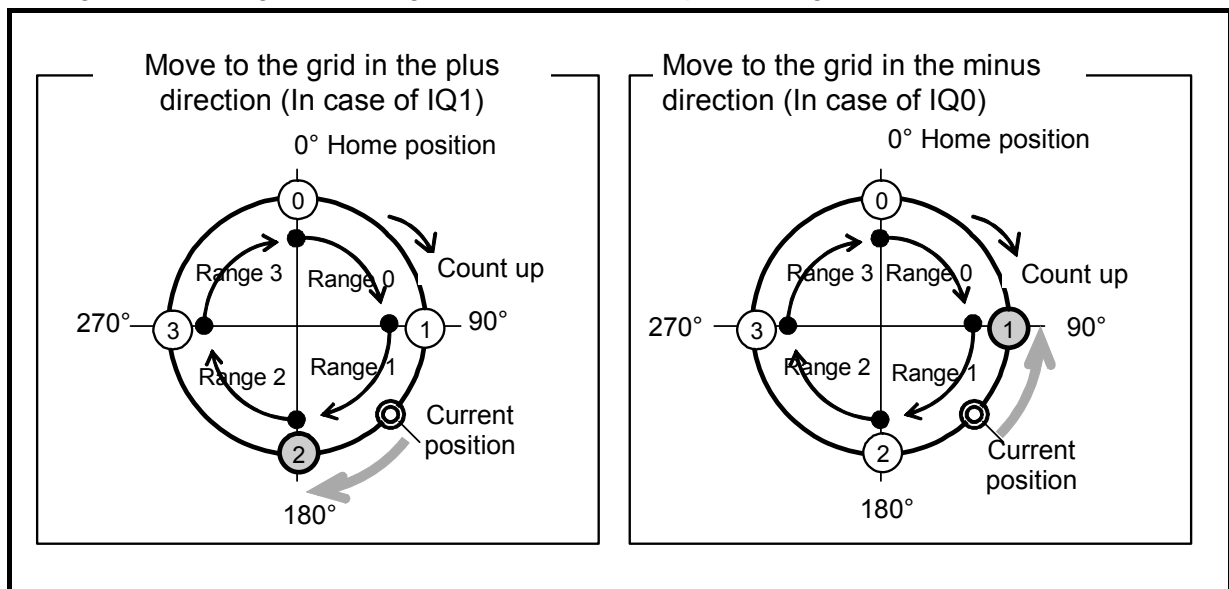 Move to the grid in the plus
direction (In case of IQ1)
0° Home position
0
Count up
Range 3
Range 0
270°
3
1
90°
Range 2
Range 1
Current
position
2
180°
Move to the grid in the minus
direction (In case of IQ0)
0° Home position
0
Count up
Range 3
Range 0
270°
3
1
90°
Range 2
Range 1
Current
position
2
180°